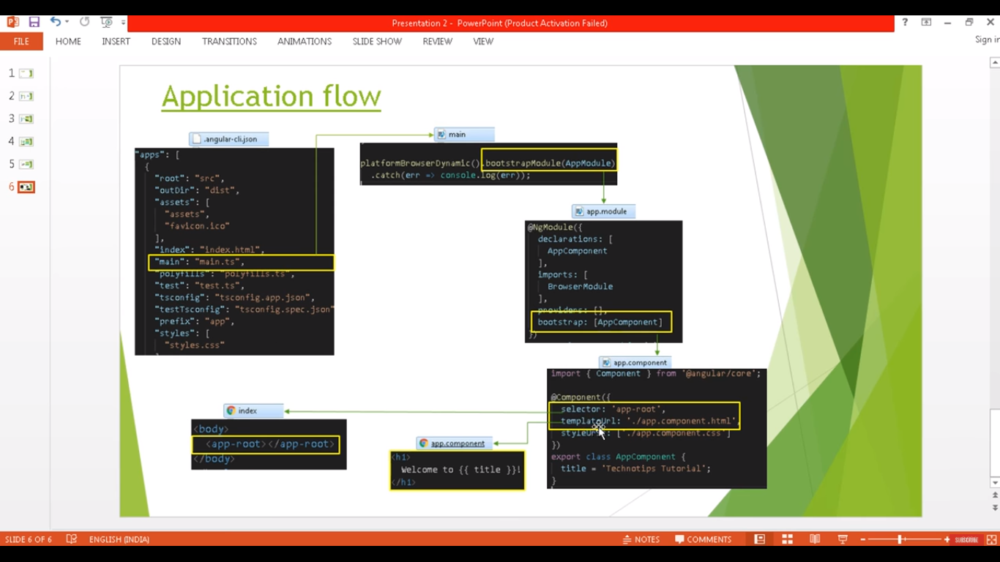 Presentation 2 - PowerPoint (Product Activation Failed)
?
FILE
HOME
INSERT
DESIGN
TRANSITIONS
ANIMATIONS
SLIDE SHOW
REVIEW
VIEW
Sign in
1
2
3
4
5
6
Application flow
.angular-cli.json
"apps": [
{
"root": "src",
"outDir": "dist",
"assets": [
"assets",
"favicon.ico"
],
"index": "index.html",
"main": "main.ts",
"polyfills": "polyfills.ts",
"test": "test.ts",
"tsconfig": "tsconfig.app.json",
"testTsconfig": "tsconfig.spec.json"
"prefix": "app",
"styles": [
"styles.css"
main
platformBrowserDynamic().bootstrapModule(AppModule)
.catch(err => console.log(err));
app.module
@NgModule({
declarations: [
AppComponent
],
imports: [
BrowserModule
],
providers: [],
bootstrap: [AppComponent]
})
app.component
import { Component } from '@angular/core';
@Component({
selector: 'app-root',
templateUrl: './app.component.html',
styleUrls: ['./app.component.css']
})
export class AppComponent {
title = 'Technotips Tutorial';
}
index
<body>
<app-root></app-root>
</body>
app.component
<h1>
Welcome to {{ title }}!
</h1>
SLIDE 6 OF 6
ENGLISH (INDIA)
NOTES
COMMENTS
SUBSCRIBE